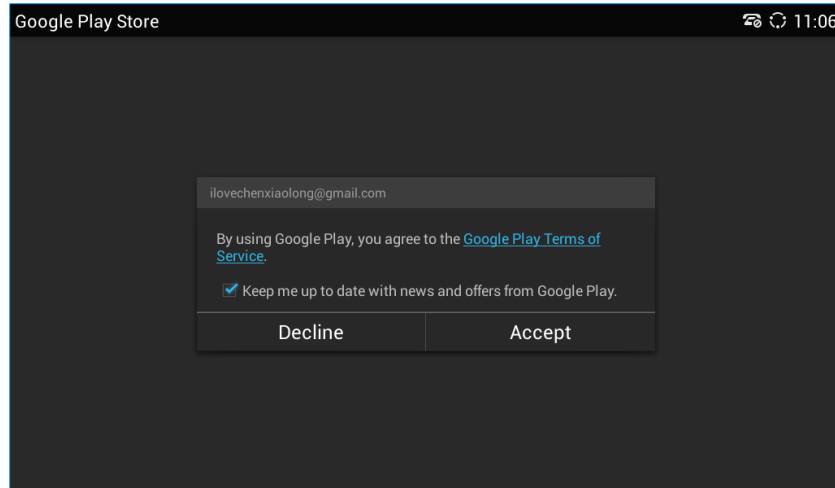 Google Play Store 11:06
ilovechenxiaolong@gmail.com
By using Google Play, you agree to the Google Play Terms of
Service.
Keep me up to date with news and offers from Google Play.
Decline Accept